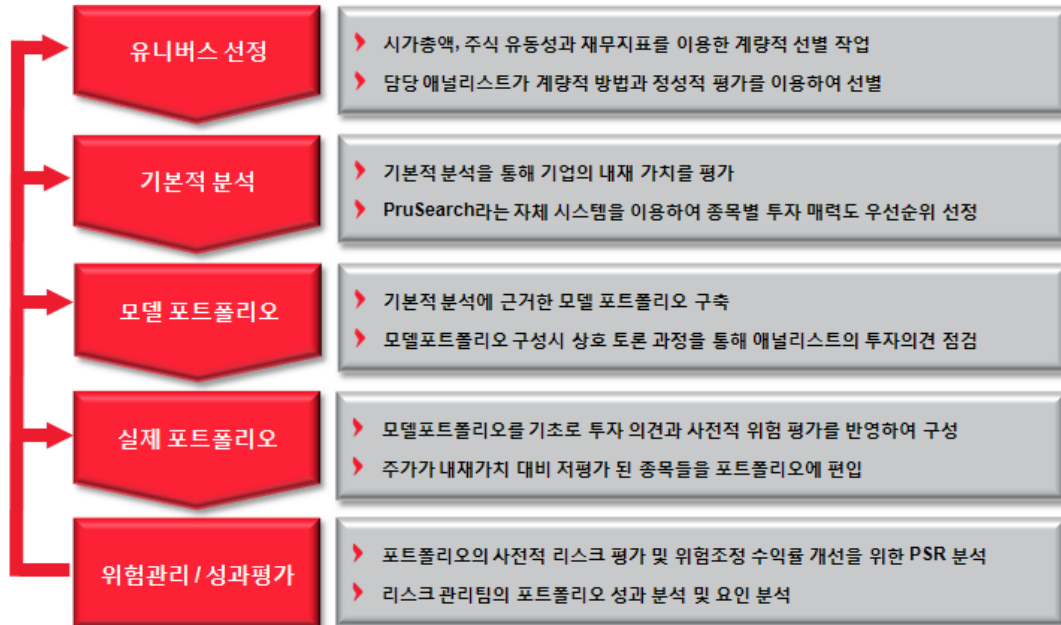 유니버스 선정
시가총액, 주식 유동성과 재무지표를 이용한 계량적 선별 작업
담당 애널리스트가 계량적 방법과 정성적 평가를 이용하여 선별
기본적 분석
기본적 분석을 통해 기업의 내재 가치를 평가
PruSearch라는 자체 시스템을 이용하여 종목별 투자 매력도 우선순위 선정
모델 포트폴리오
기본적 분석에 근거한 모델 포트폴리오 구축
모델포트폴리오 구성시 상호 토론 과정을 통해 애널리스트의 투자의견 점검
실제 포트폴리오
모델포트폴리오를 기초로 투자 의견과 사전적 위험 평가를 반영하여 구성
주가가 내재가치 대비 저평가 된 종목들을 포트폴리오에 편입
위험관리 / 성과평가
포트폴리오의 사전적 리스크 평가 및 위험조정 수익률 개선을 위한 PSR 분석
리스크 관리팀의 포트폴리오 성과 분석 및 요인 분석